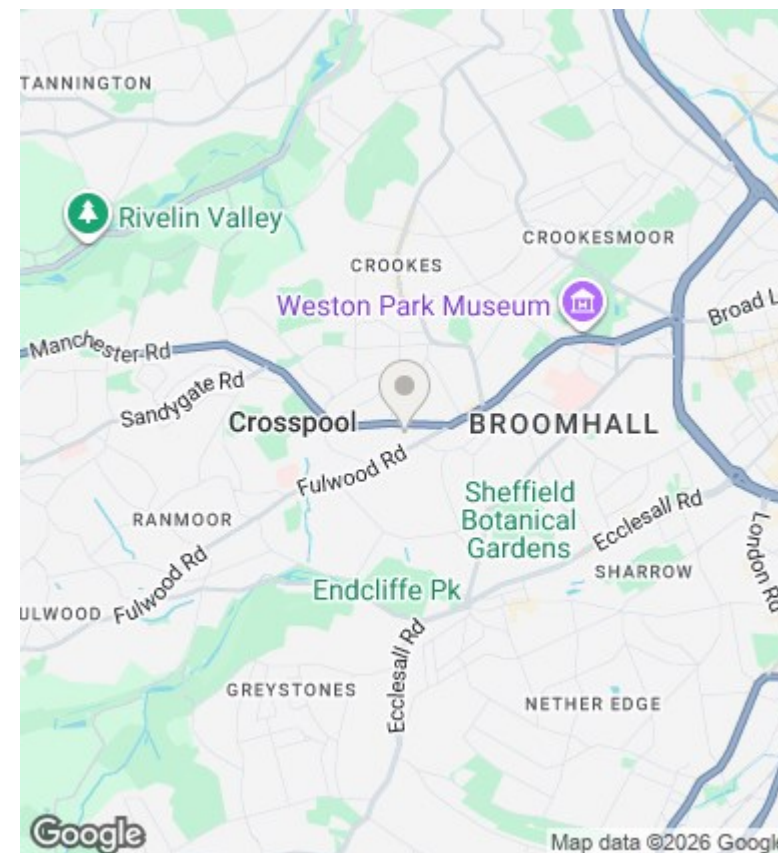 TANNINGTON
Rivelin Valley
CROOKESMOOR
CROOKES
Weston Park Museum
Broad L
Manchester Rd
Sandygate Rd
Crosspool
BROOMHALL
Fulwood Rd
Sheffield
Botanical
Gardens
Ecclesall Rd
London Rd
RANMOOR
Fulwood Rd
Endcliffe Pk
SHARROW
ULWOOD
Ecclesall Rd
GREYSTONES
NETHER EDGE
Google
Map data ©2026 Google